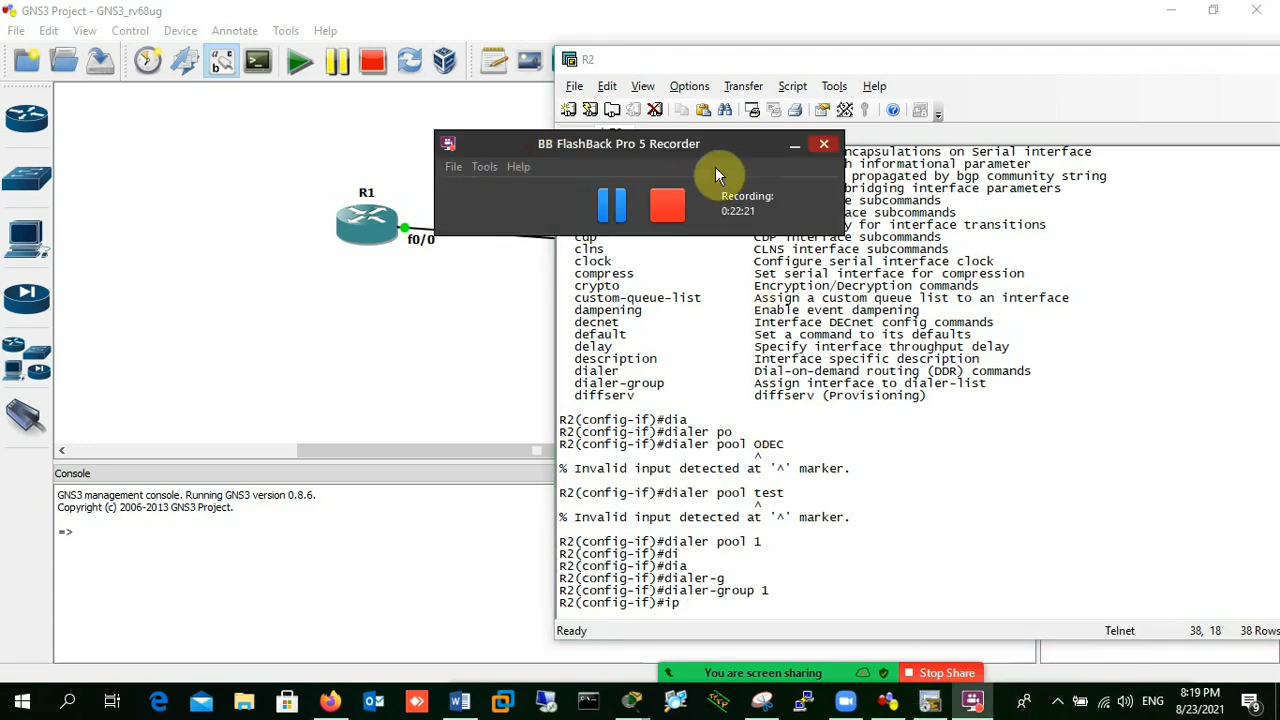 GNS3 Project - GNS3_rv68ug
File Edit View Control Device Annotate Tools Help
R2
File Edit View Options Transfer Script Tools Help
BB FlashBack Pro 5 Recorder
File Tools Help
Recording:
0:22:21
R1
f0/0
ncapsulations on Serial interface
h informational parameter
propagated by bgp community string
bridging interface parameters
subcommands
subcommands
y for interface transitions
cdp CDP interface subcommands
clns CLNS interface subcommands
clock Configure serial interface clock
compress Set serial interface for compression
crypto Encryption/Decryption commands
custom-queue-list Assign a custom queue list to an interface
dampening Enable event dampening
decnet Interface DECnet config commands
default Set a command to its defaults
delay Specify interface throughput delay
description Interface specific description
dialer Dial-on-demand routing (DDR) commands
dialer-group Assign interface to dialer-list
diffserv diffserv (Provisioning)
R2(config-if)#dia
R2(config-if)#dialer po
R2(config-if)#dialer pool ODEC
^
% Invalid input detected at '^' marker.
R2(config-if)#dialer pool test
^
% Invalid input detected at '^' marker.
R2(config-if)#dialer pool 1
R2(config-if)#di
R2(config-if)#dia
R2(config-if)#dialer-g
R2(config-if)#dialer-group 1
R2(config-if)#ip
Console
GNS3 management console. Running GNS3 version 0.8.6.
Copyright (c) 2006-2013 GNS3 Project.
=>
Ready Telnet 38, 18 38 Rows
You are screen sharing Stop Share
ENG
8:19 PM
8/23/2021